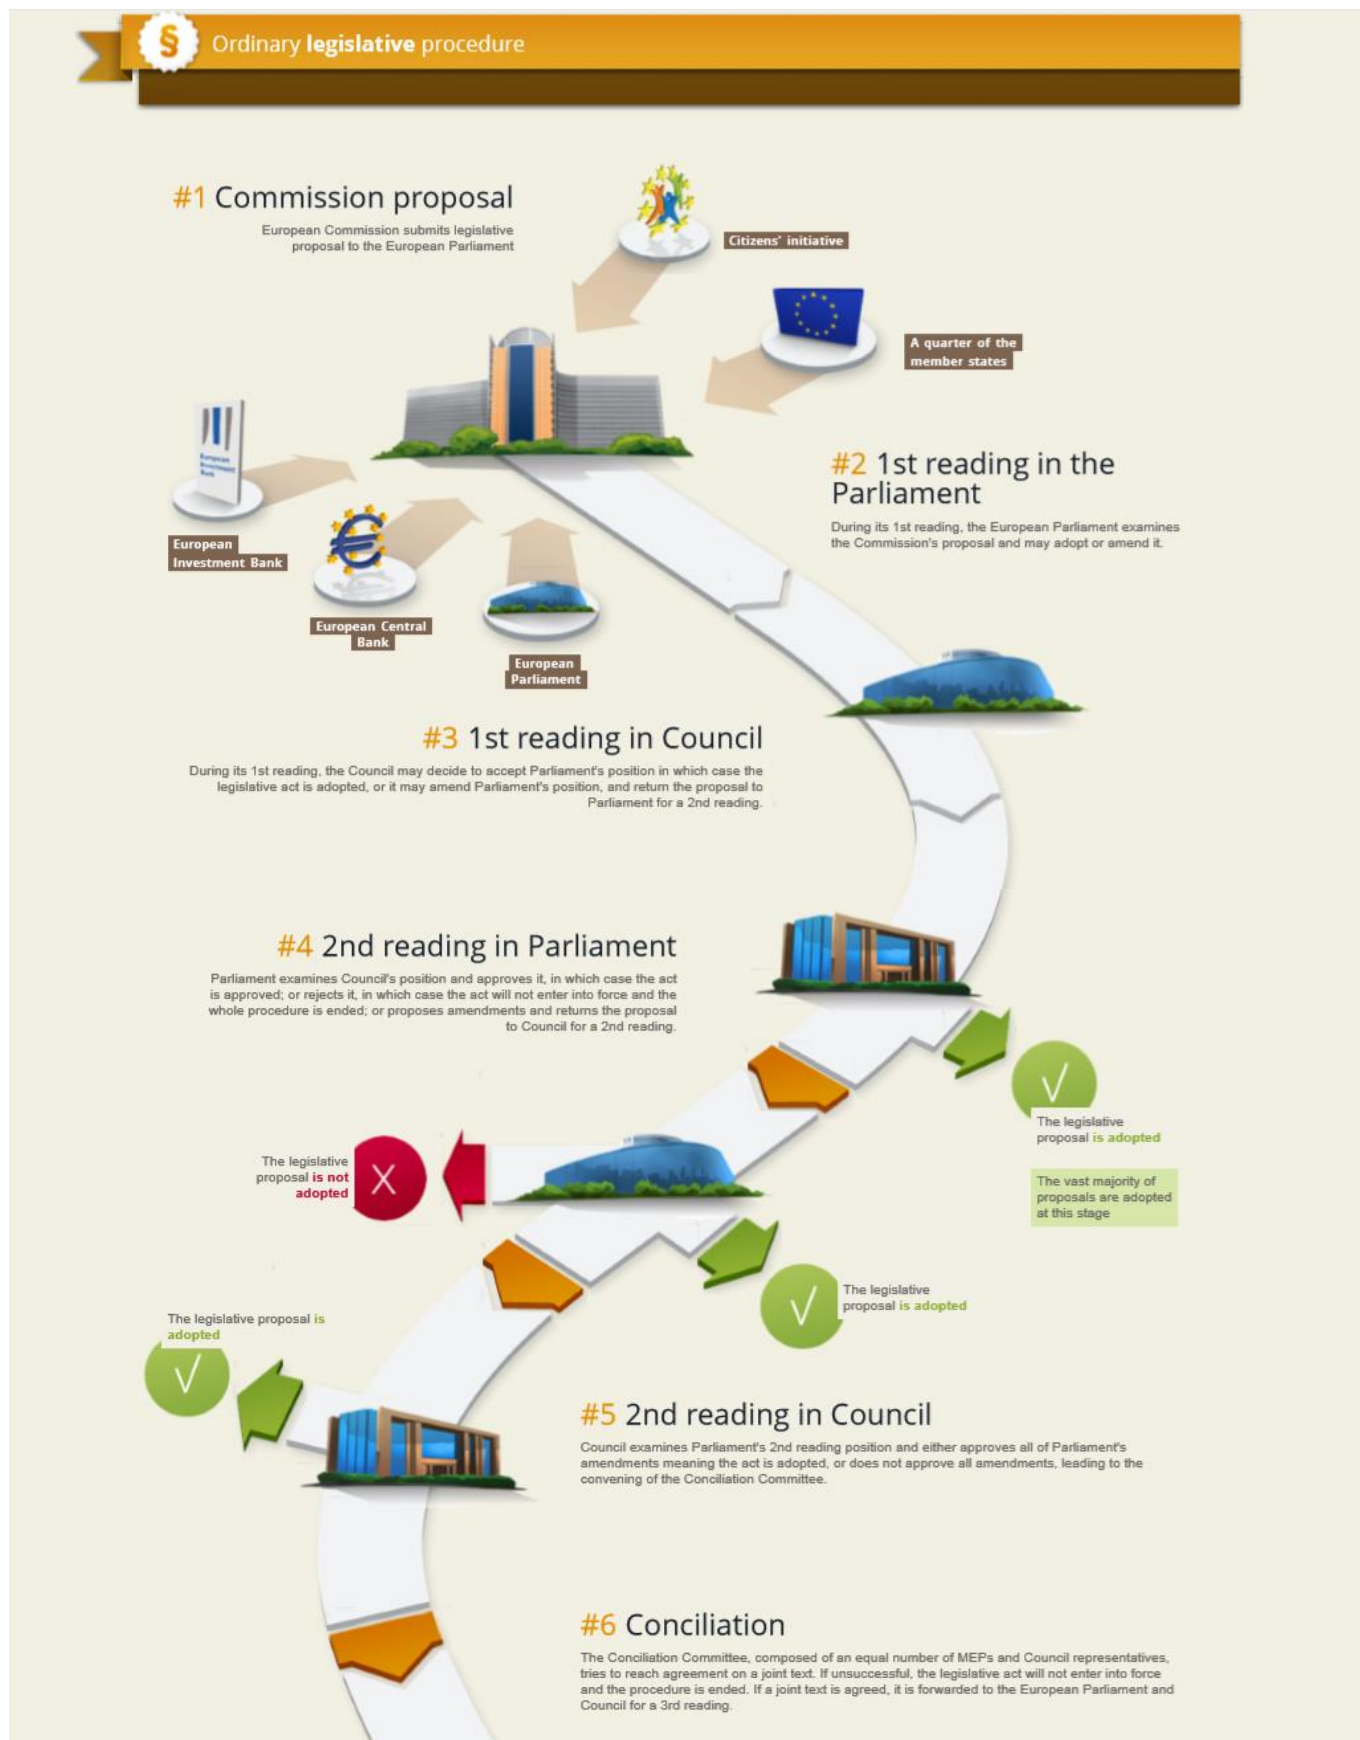 §
Ordinary legislative procedure
#1 Commission proposal
European Commission submits legislative
proposal to the European Parliament
Citizens' initiative
A quarter of the
member states
European
Investment
Bank
European
Investment Bank
European Central
Bank
European
Parliament
#2 1st reading in the
Parliament
During its 1st reading, the European Parliament examines
the Commission's proposal and may adopt or amend it.
#3 1st reading in Council
During its 1st reading, the Council may decide to accept Parliament's position in which case the
legislative act is adopted, or it may amend Parliament's position, and return the proposal to
Parliament for a 2nd reading.
#4 2nd reading in Parliament
Parliament examines Council's position and approves it, in which case the act
is approved; or rejects it, in which case the act will not enter into force and the
whole procedure is ended; or proposes amendments and returns the proposal
to Council for a 2nd reading.
The legislative
proposal is adopted
The vast majority of
proposals are adopted
at this stage
The legislative
proposal is not
adopted
X
The legislative
proposal is adopted
The legislative proposal is
adopted
#5 2nd reading in Council
Council examines Parliament's 2nd reading position and either approves all of Parliament's
amendments meaning the act is adopted, or does not approve all amendments, leading to the
convening of the Conciliation Committee.
#6 Conciliation
The Conciliation Committee, composed of an equal number of MEPs and Council representatives,
tries to reach agreement on a joint text. If unsuccessful, the legislative act will not enter into force
and the procedure is ended. If a joint text is agreed, it is forwarded to the European Parliament and
Council for a 3rd reading.